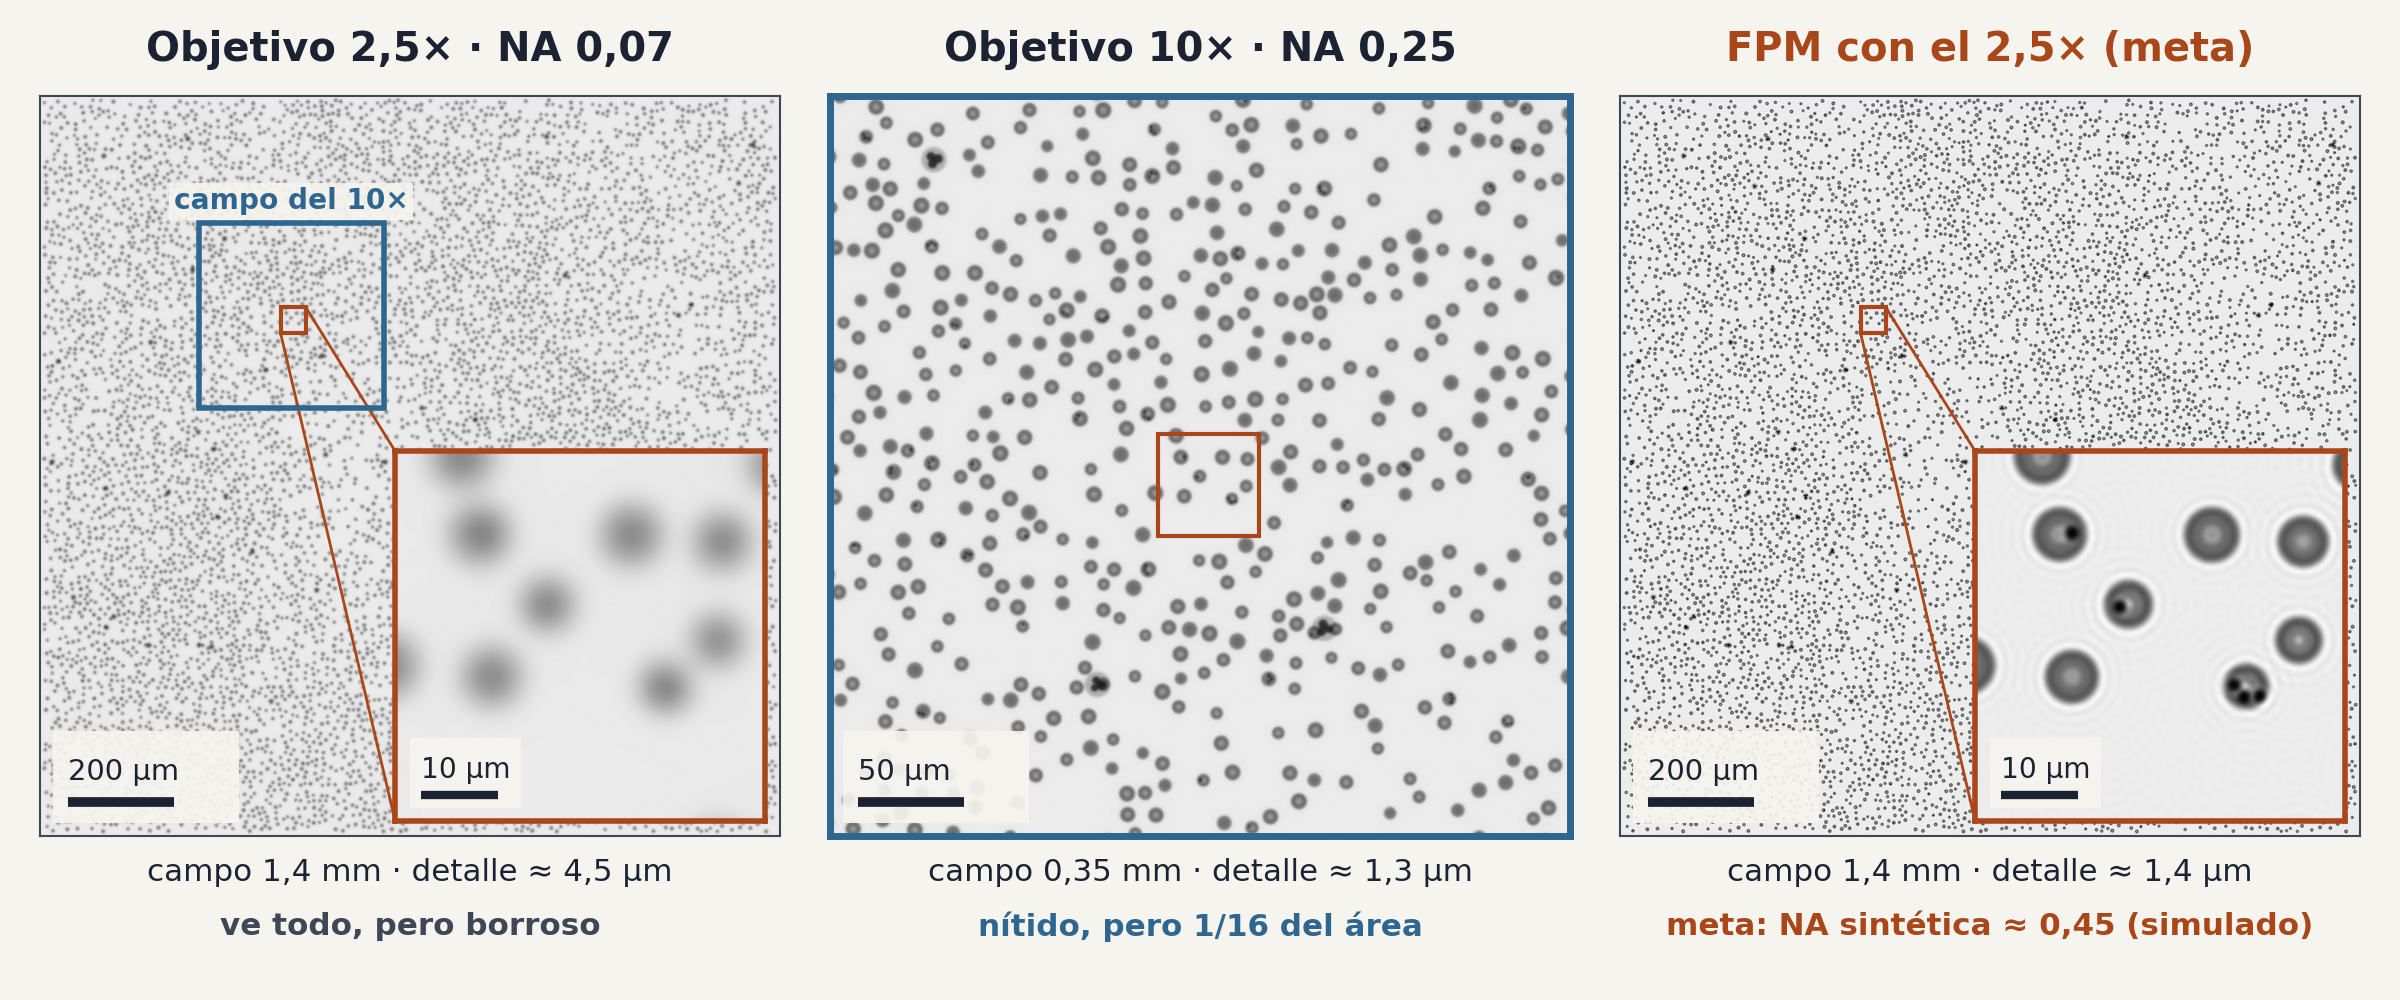 Objetivo 2,5× · NA 0,07
campo del 10×
200 µm
10 µm
campo 1,4 mm · detalle ≈ 4,5 µm
ve todo, pero borroso
Objetivo 10× · NA 0,25
50 µm
campo 0,35 mm · detalle ≈ 1,3 µm
nítido, pero 1/16 del área
FPM con el 2,5× (meta)
200 µm
10 µm
campo 1,4 mm · detalle ≈ 1,4 µm
meta: NA sintética ≈ 0,45 (simulado)